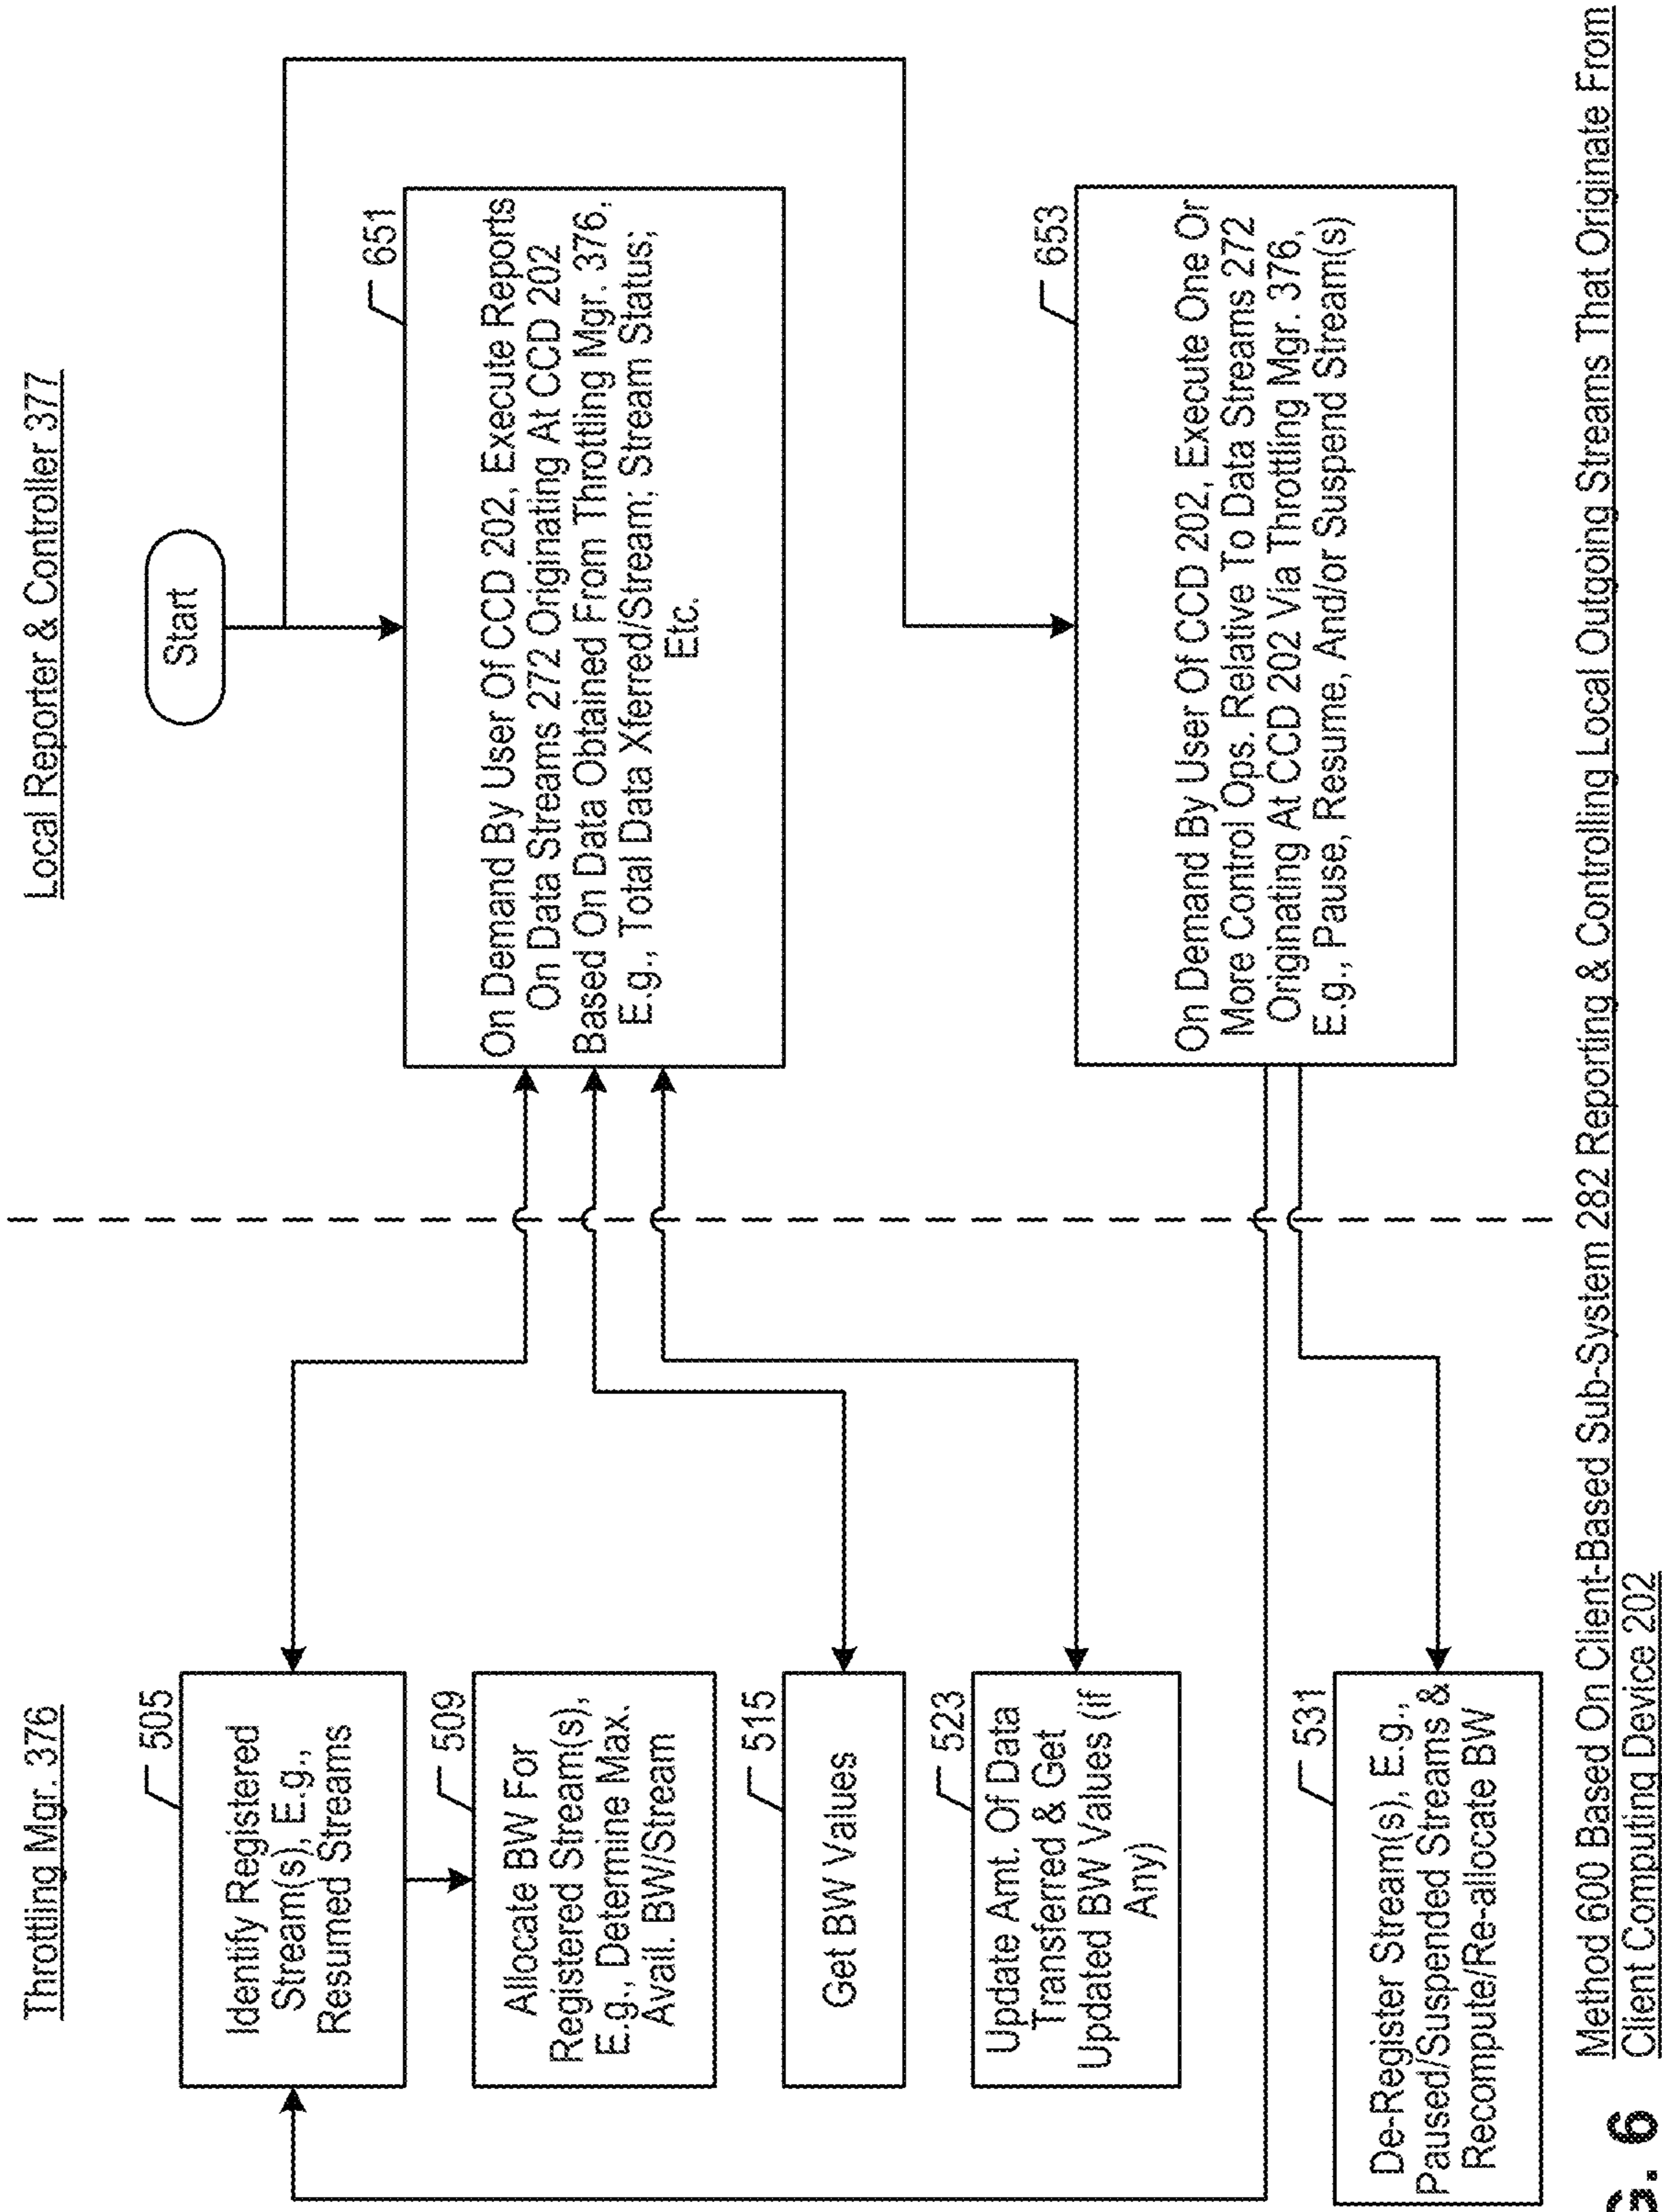 Throttling Mgr. 376
Local Reporter & Controller 377
Start
505
Identify Registered
Stream(s), E.g.,
Resumed Streams
509
Allocate BW For
Registered Stream(s),
E.g., Determine Max.
Avail. BW/Stream
515
Get BW Values
523
Update Amt. Of Data
Transferred & Get
Updated BW Values (if
Any)
531
De-Register Stream(s), E.g.,
Paused/Suspended Streams &
Recompute/Re-allocate BW
651
On Demand By User Of CCD 202, Execute Reports
On Data Streams 272 Originating At CCD 202
Based On Data Obtained From Throttling Mgr. 376.
E.g., Total Data Xferred/Stream; Stream Status;
Etc.
653
On Demand By User Of CCD 202, Execute One Or
More Control Ops. Relative To Data Streams 272
Originating At CCD 202 Via Throttling Mgr. 376,
E.g., Pause, Resume, And/or Suspend Stream(s)
G. 6
Method 600 Based On Client-Based Sub-System 282 Reporting & Controlling Local Outgoing Streams That Originate From
Client Computing Device 202